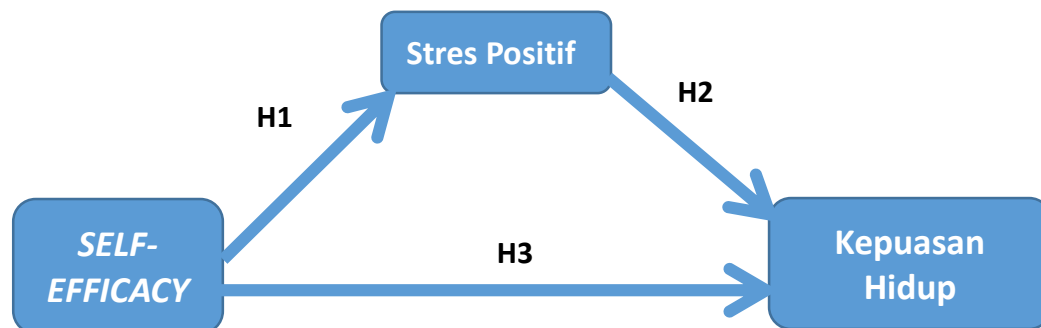 Stres Positif
H1
H2
SELF-
EFFICACY
H3
Kepuasan
Hidup